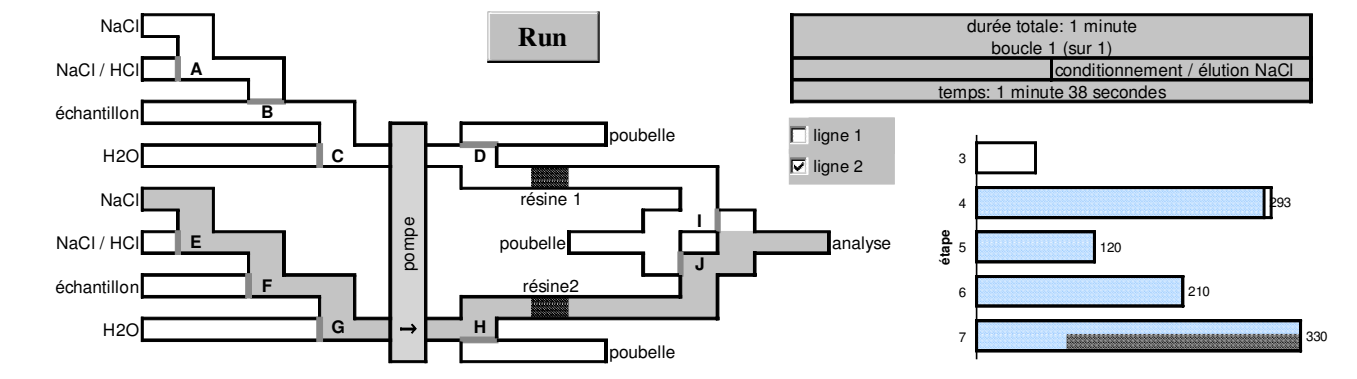 NaCl
NaCl / HCl
A
échantillon
B
H2O
C
NaCl
NaCl / HCl
E
échantillon
F
H2O
G
pompe
→
Run
poubelle
D
résine 1
I
poubelle
J
analyse
résine2
H
poubelle
durée totale: 1 minute
boucle 1 (sur 1)
conditionnement / élution NaCl
temps: 1 minute 38 secondes
ligne 1
ligne 2
étape
3
4 293
5 120
6 210
7 330